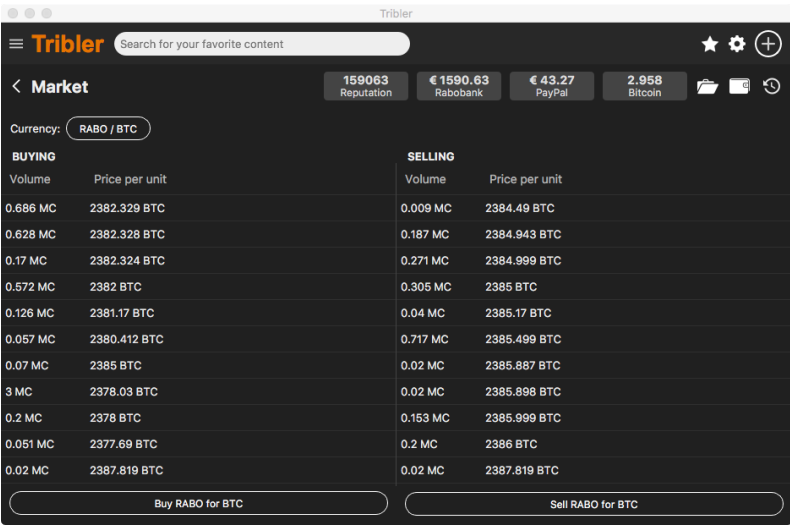 Tribler
Tribler Search for your favorite content
Market
159063 € 1590.63 € 43.27 2.958
Reputation Rabobank PayPal Bitcoin
Currency: RABO / BTC
BUYING SELLING
Volume Price per unit Volume Price per unit
0.686 MC 2382.329 BTC 0.009 MC 2384.49 BTC
0.628 MC 2382.328 BTC 0.187 MC 2384.943 BTC
0.17 MC 2382.324 BTC 0.271 MC 2384.999 BTC
0.572 MC 2382 BTC 0.305 MC 2385 BTC
0.126 MC 2381.17 BTC 0.04 MC 2385.17 BTC
0.057 MC 2380.412 BTC 0.717 MC 2385.499 BTC
0.07 MC 2385 BTC 0.02 MC 2385.887 BTC
3 MC 2378.03 BTC 0.02 MC 2385.898 BTC
0.2 MC 2378 BTC 0.153 MC 2385.999 BTC
0.051 MC 2377.69 BTC 0.2 MC 2386 BTC
0.02 MC 2387.819 BTC 0.02 MC 2387.819 BTC
Buy RABO for BTC Sell RABO for BTC